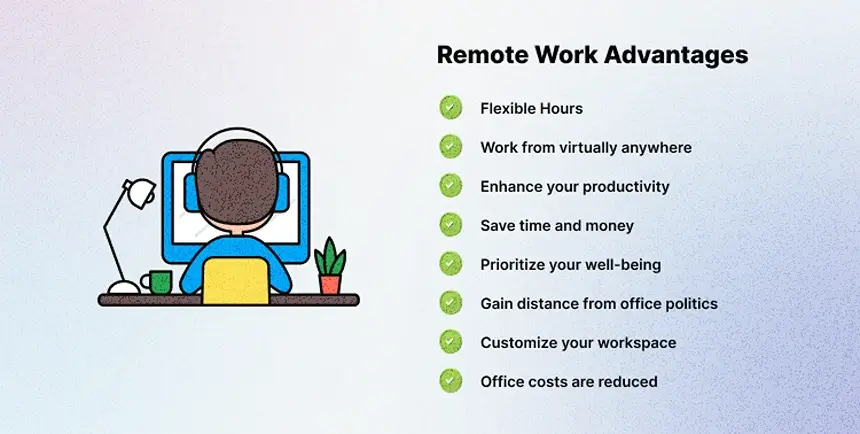 Remote Work Advantages
Flexible Hours
Work from virtually anywhere
Enhance your productivity
Save time and money
Prioritize your well-being
Gain distance from office politics
Customize your workspace
Office costs are reduced